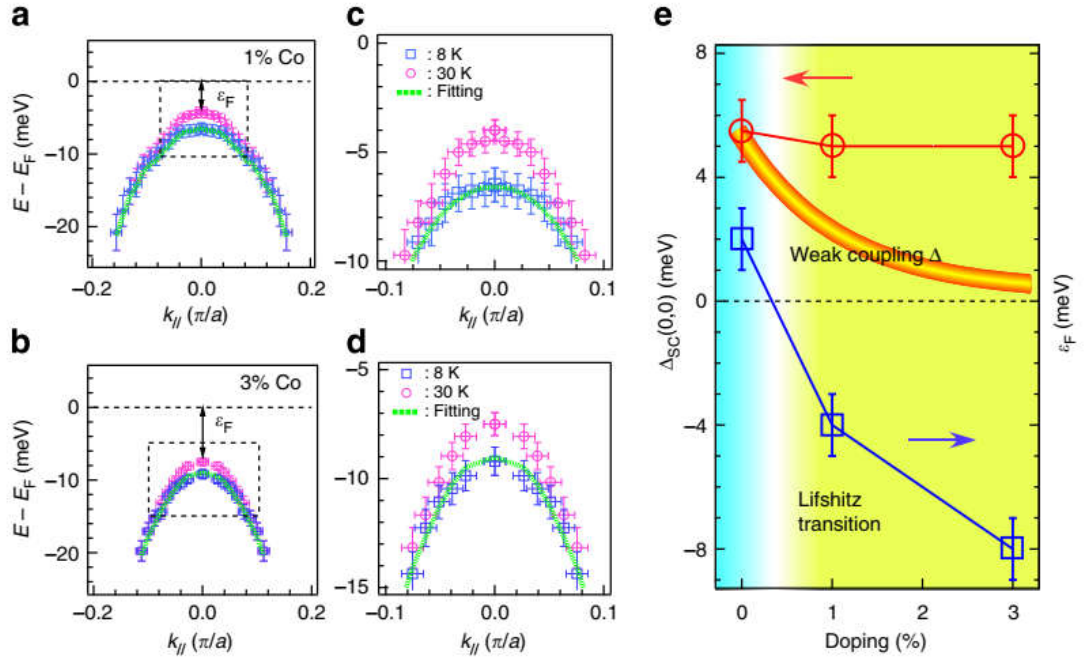 a
1% Co
0
−10
−20
E − E_F (meV)
ε_F
−0.2
0.0
0.2
k_// (π/a)
b
3% Co
0
−10
−20
E − E_F (meV)
ε_F
−0.2
0.0
0.2
k_// (π/a)
c
0
−5
−10
: 8 K
: 30 K
: Fitting
−0.1
0.0
0.1
k_// (π/a)
d
−5
−10
−15
: 8 K
: 30 K
: Fitting
−0.1
0.0
0.1
k_// (π/a)
e
8
4
0
−4
−8
Δ_SC(0,0) (meV)
Weak coupling Δ
Lifshitz
transition
ε_F (meV)
0
1
2
3
Doping (%)